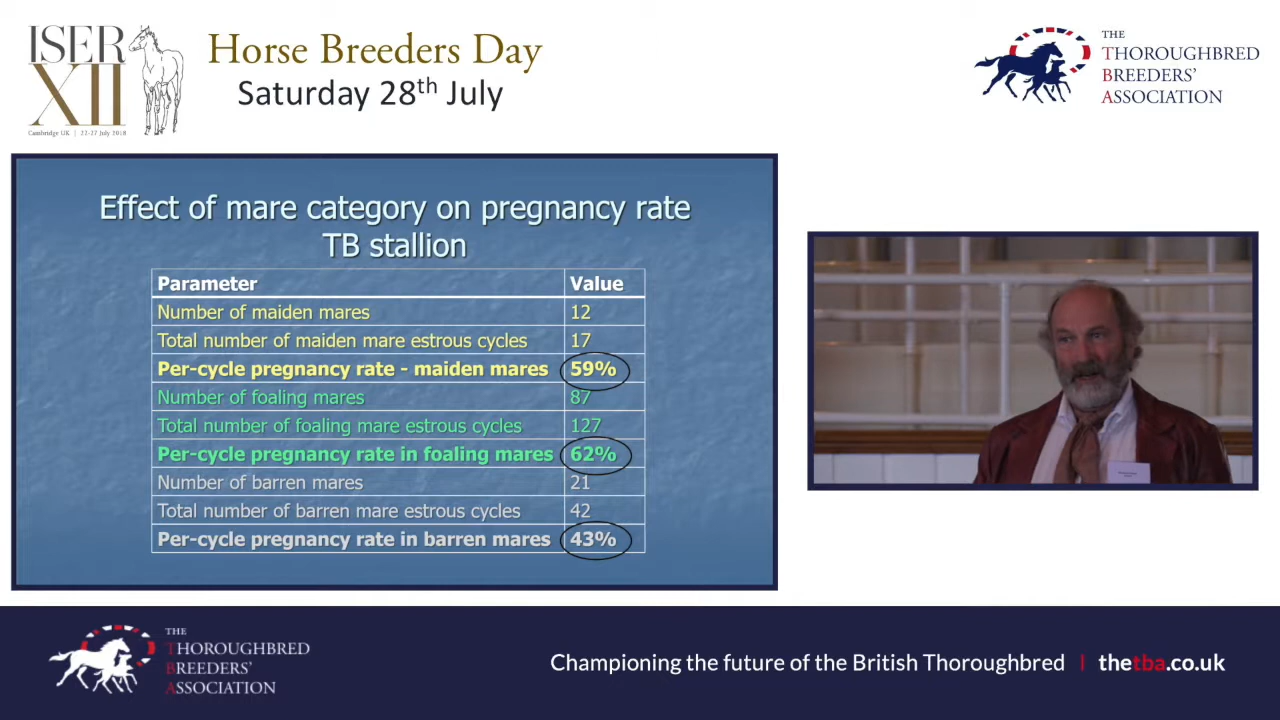 ISER
XII
Cambridge UK | 22-27 July 2018
Horse Breeders Day
Saturday 28th July
THE
THOROUGHBRED
BREEDERS'
ASSOCIATION
Effect of mare category on pregnancy rate
TB stallion
Parameter Value
Number of maiden mares 12
Total number of maiden mare estrous cycles 17
Per-cycle pregnancy rate - maiden mares 59%
Number of foaling mares 87
Total number of foaling mare estrous cycles 127
Per-cycle pregnancy rate in foaling mares 62%
Number of barren mares 21
Total number of barren mare estrous cycles 42
Per-cycle pregnancy rate in barren mares 43%
THE
THOROUGHBRED
BREEDERS'
ASSOCIATION
Championing the future of the British Thoroughbred | thetba.co.uk